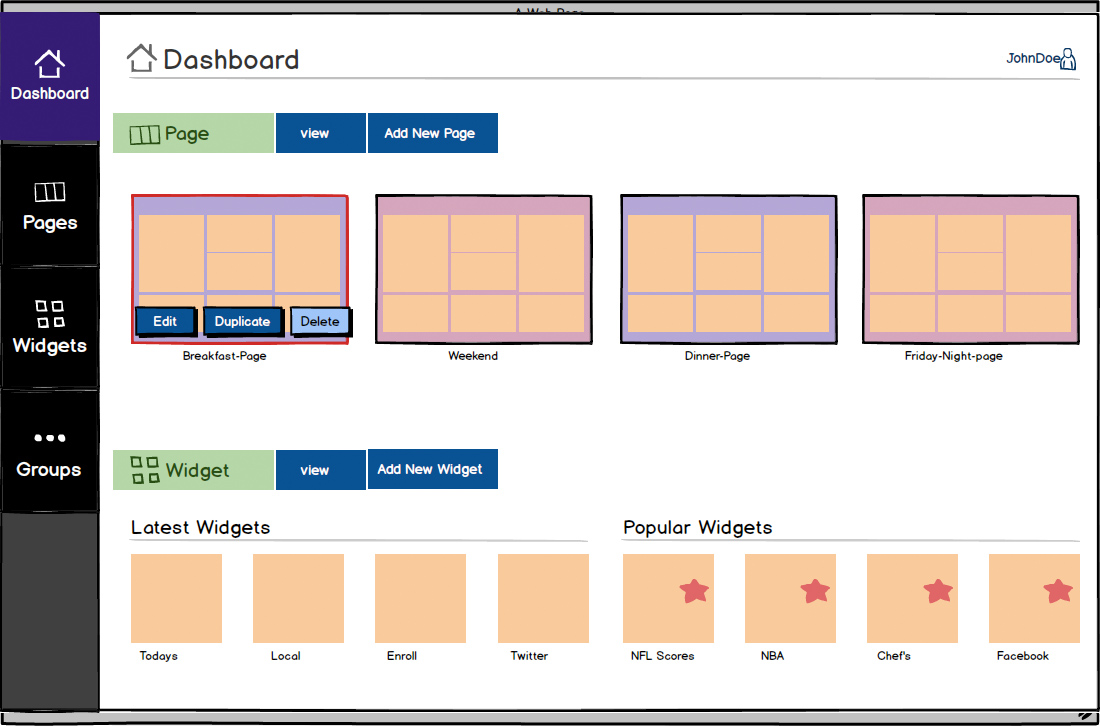 A Web Page
Dashboard
Pages
Widgets
Groups
Dashboard
JohnDoe
Page
view
Add New Page
Edit
Duplicate
Delete
Breakfast-Page
Weekend
Dinner-Page
Friday-Night-page
Widget
view
Add New Widget
Latest Widgets
Popular Widgets
Todays
Local
Enroll
Twitter
NFL Scores
NBA
Chef's
Facebook